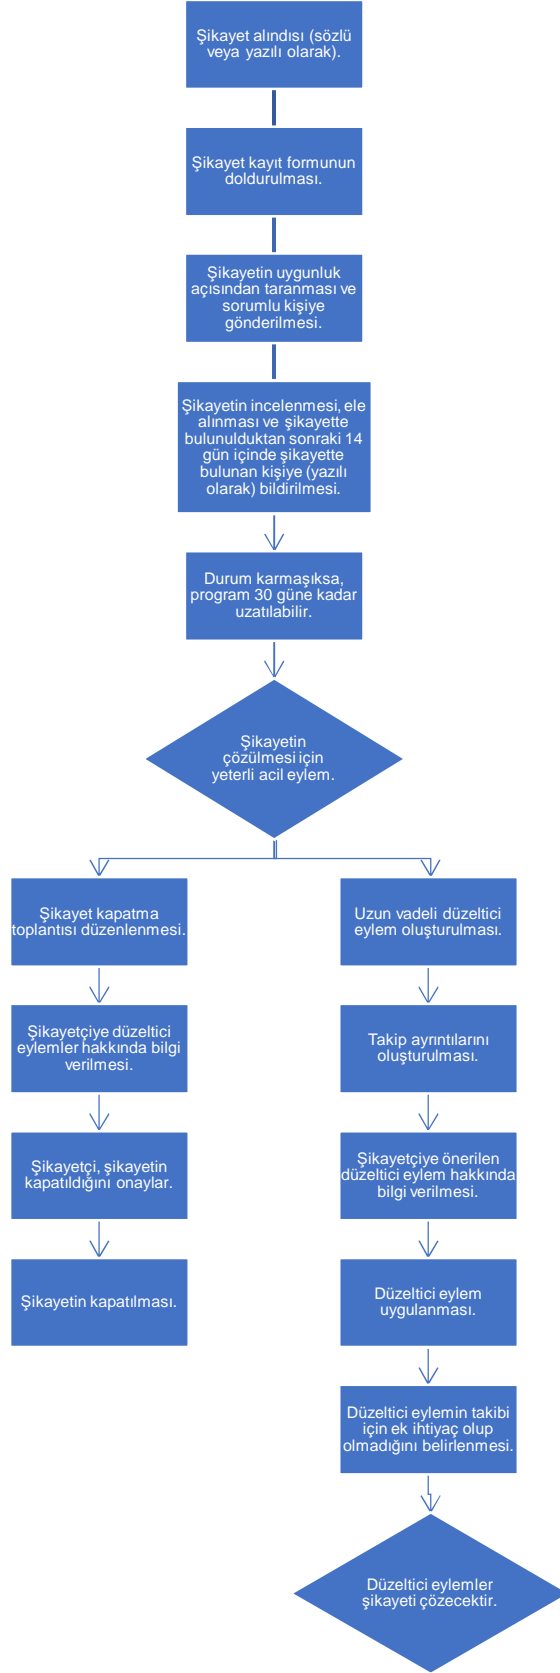 Şikayet alındısı (sözlü
veya yazılı olarak).
Şikayet kayıt formunun
doldurulması.
Şikayetin uygunluk
açısından taranması ve
sorumlu kişiye
gönderilmesi.
Şikayetin incelenmesi, ele
alınması ve şikayette
bulunulduktan sonraki 14
gün içinde şikayette
bulunan kişiye (yazılı
olarak) bildirilmesi.
Durum karmaşıksa,
program 30 güne kadar
uzatılabilir.
Şikayetin
çözülmesi için
yeterli acil eylem.
Şikayet kapatma
toplantısı düzenlenmesi.
Şikayetçiye düzeltici
eylemler hakkında bilgi
verilmesi.
Şikayetçi, şikayetin
kapatıldığını onaylar.
Şikayetin kapatılması.
Uzun vadeli düzeltici
eylem oluşturulması.
Takip ayrıntılarını
oluşturulması.
Şikayetçiye önerilen
düzeltici eylem hakkında
bilgi verilmesi.
Düzeltici eylem
uygulanması.
Düzeltici eylemin takibi
için ek ihtiyaç olup
olmadığını belirlenmesi.
Düzeltici eylemler
şikayeti çözecektir.